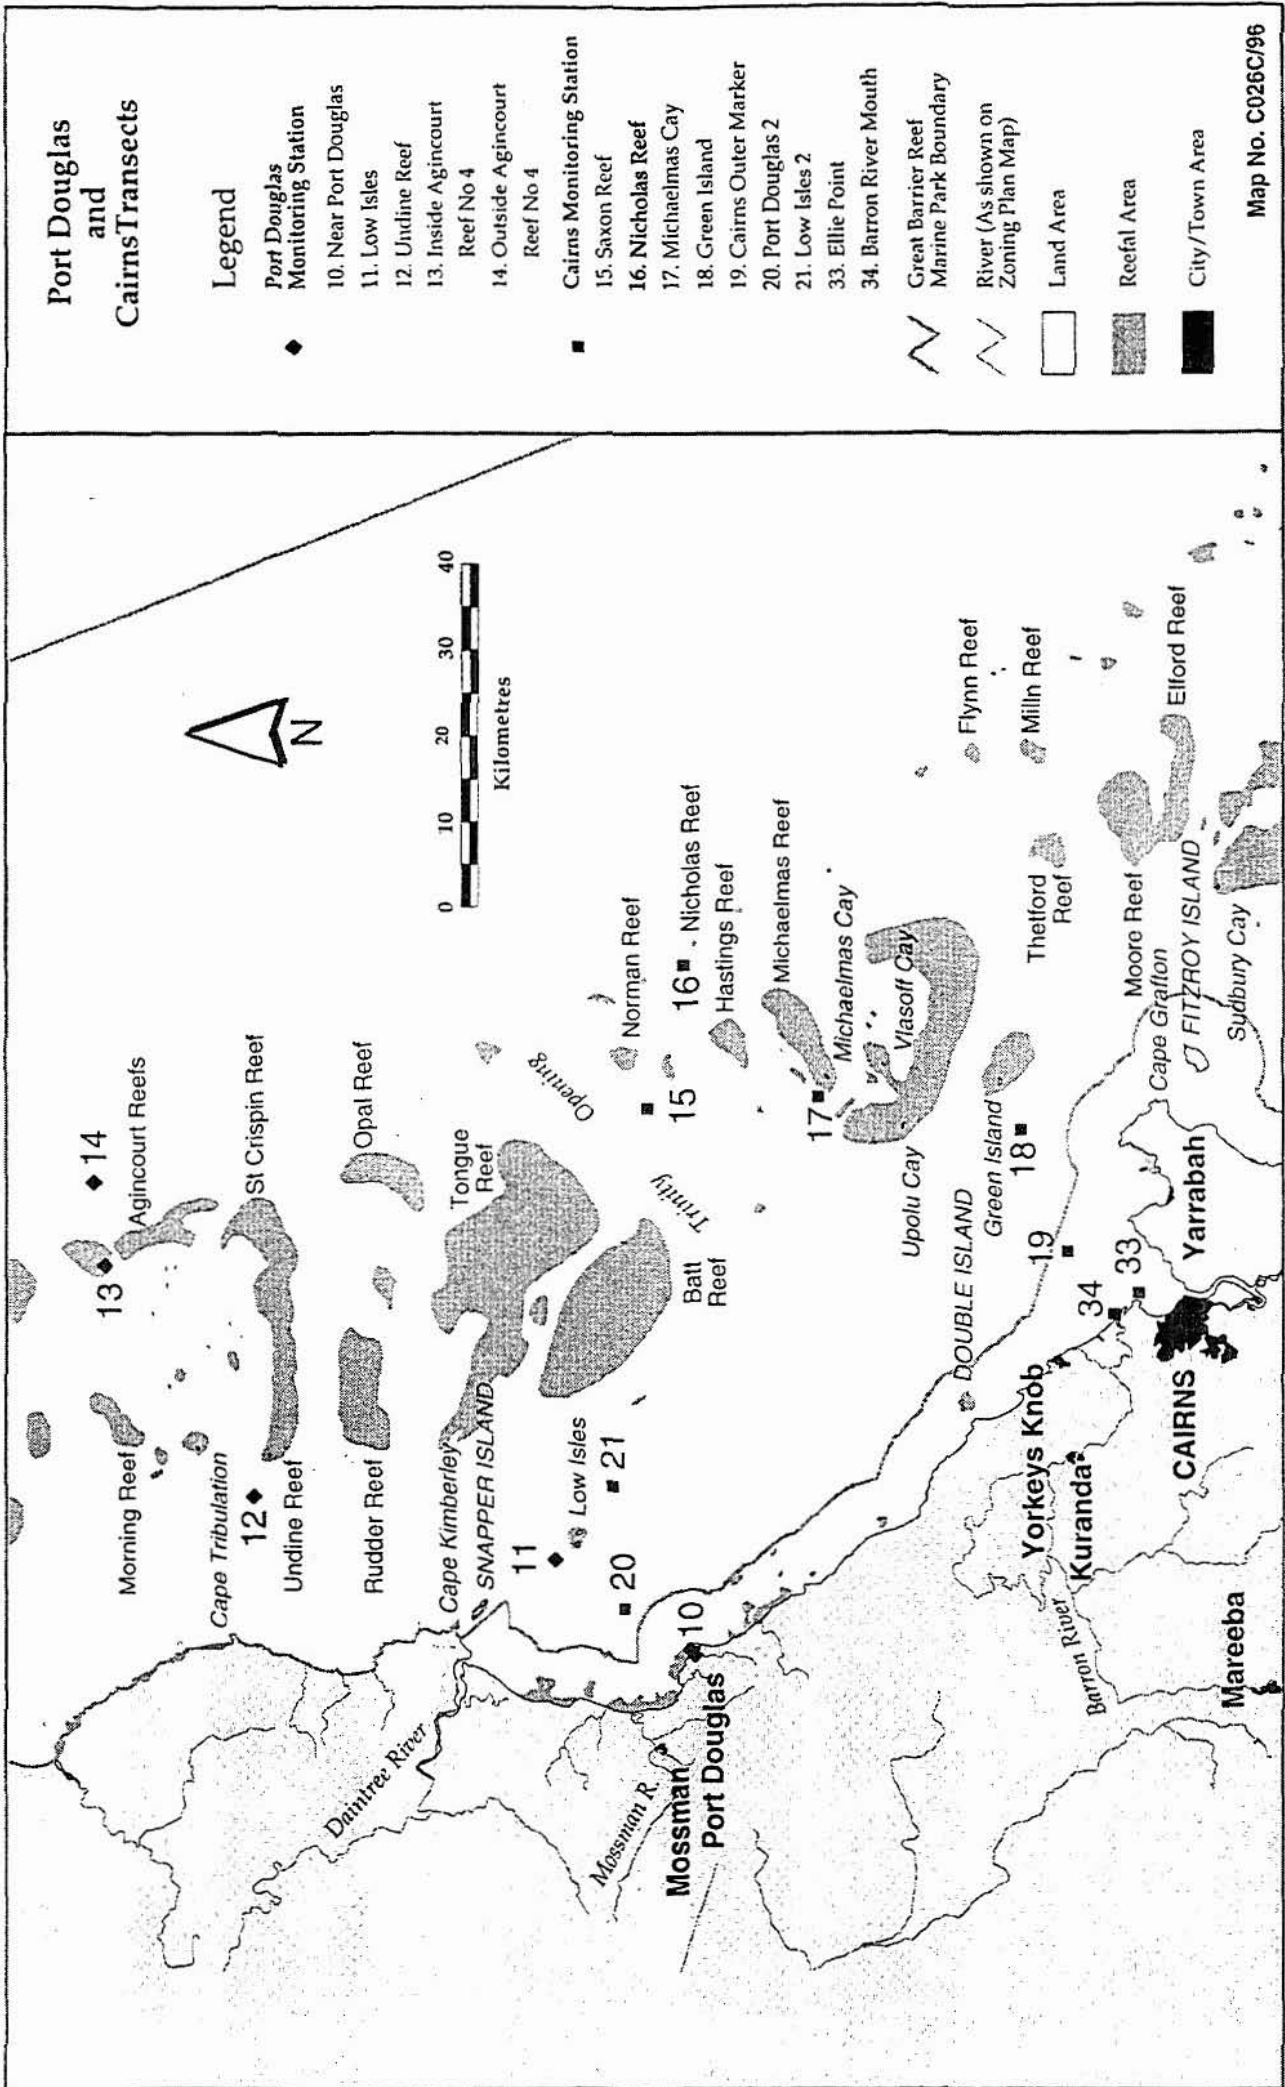 Port Douglas
and
CairnsTransects
Legend
Port Douglas
Monitoring Station
10. Near Port Douglas
11. Low Isles
12. Undine Reef
13. Inside Agincourt
Reef No 4
14. Outside Agincourt
Reef No 4
Cairns Monitoring Station
15. Saxon Reef
16. Nicholas Reef
17. Michaelmas Cay
18. Green Island
19. Cairns Outer Marker
20. Port Douglas 2
21. Low Isles 2
33. Ellie Point
34. Barron River Mouth
Great Barrier Reef
Marine Park Boundary
River (As shown on
Zoning Plan Map)
Land Area
Reefal Area
City/Town Area
Map No. C026C/96
N
0 10 20 30 40
Kilometres
14
13
Agincourt Reefs
Morning Reef
Cape Tribulation
12
Undine Reef
St Crispin Reef
Rudder Reef
Opal Reef
Cape Kimberley
SNAPPER ISLAND
Tongue
Reef
Daintree River
11
Low Isles
21
20
Batt
Reef
Trinity
Opening
Norman Reef
15
16
Nicholas Reef
Hastings Reef
Michaelmas Reef
10
Mossman R.
Mossman
Port Douglas
17
Michaelmas Cay
Vlasoff Cay
Upolu Cay
Flynn Reef
Milln Reef
DOUBLE ISLAND
Green Island
18
Thetford
Reef
19
34
33
Yorkeys Knob
Kuranda
Barron River
Moore Reef
Cape Grafton
FITZROY ISLAND
Elford Reef
Sudbury Cay
CAIRNS
Yarrabah
Mareeba